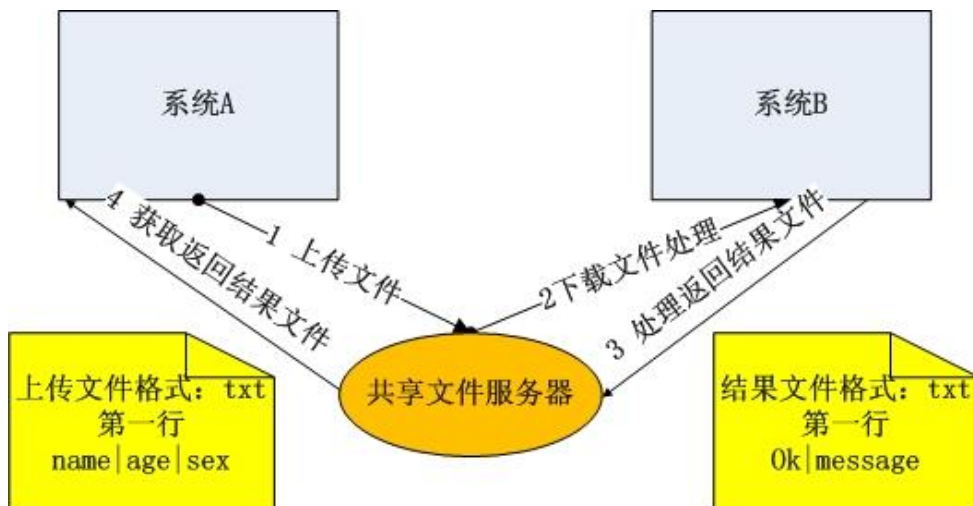 系统A
系统B
4 获取返回结果文件
1 上传文件
2下载文件处理
3 处理返回结果文件
共享文件服务器
上传文件格式：txt
第一行
name|age|sex
结果文件格式：txt
第一行
Ok|message